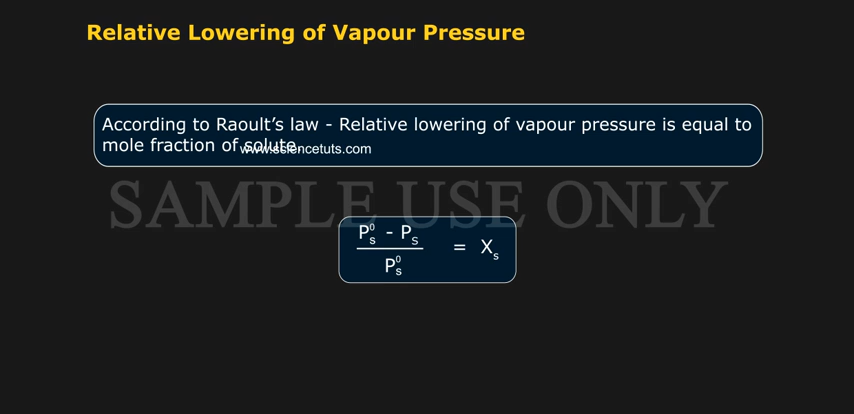 Relative Lowering of Vapour Pressure
According to Raoult’s law - Relative lowering of vapour pressure is equal to
mole fraction of solute.
www.ssiencetuts.com
SAMPLE USE ONLY
P⁰ₛ - Pₛ
= Xₛ
P⁰ₛ